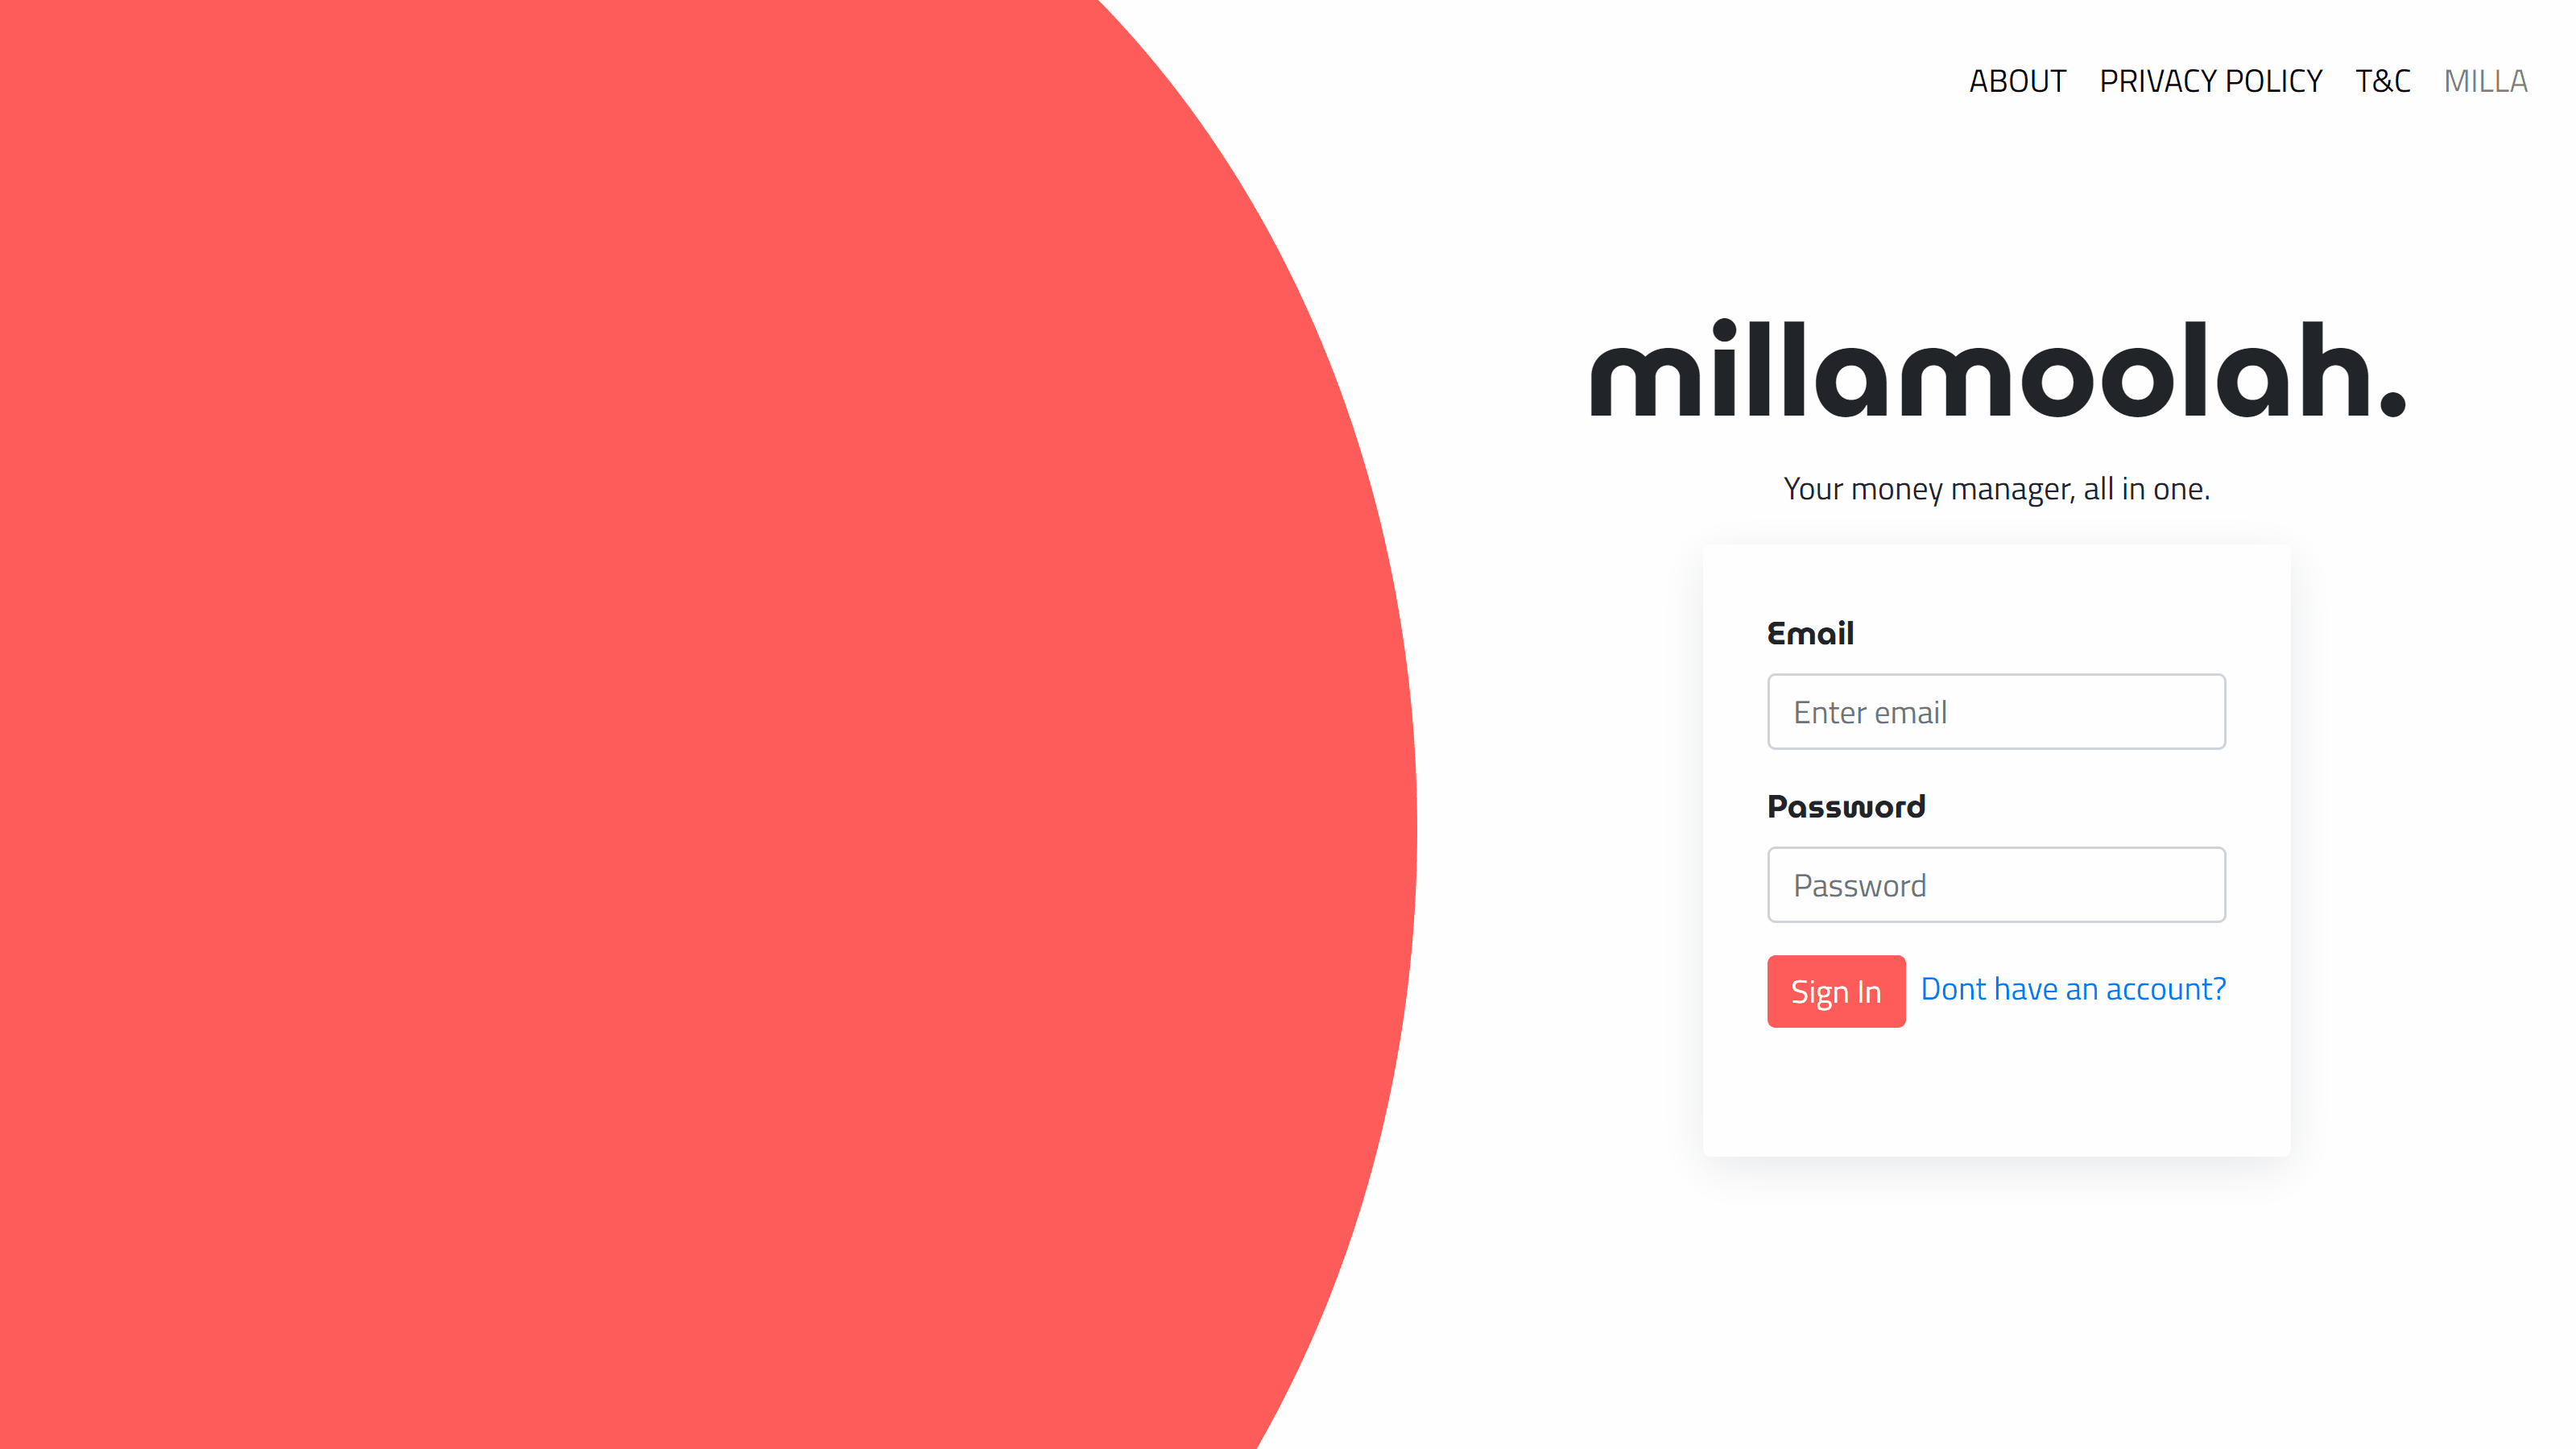 ABOUT PRIVACY POLICY T&C MILLA
millamoolah.
Your money manager, all in one.
Email
Enter email
Password
Password
Sign In Dont have an account?